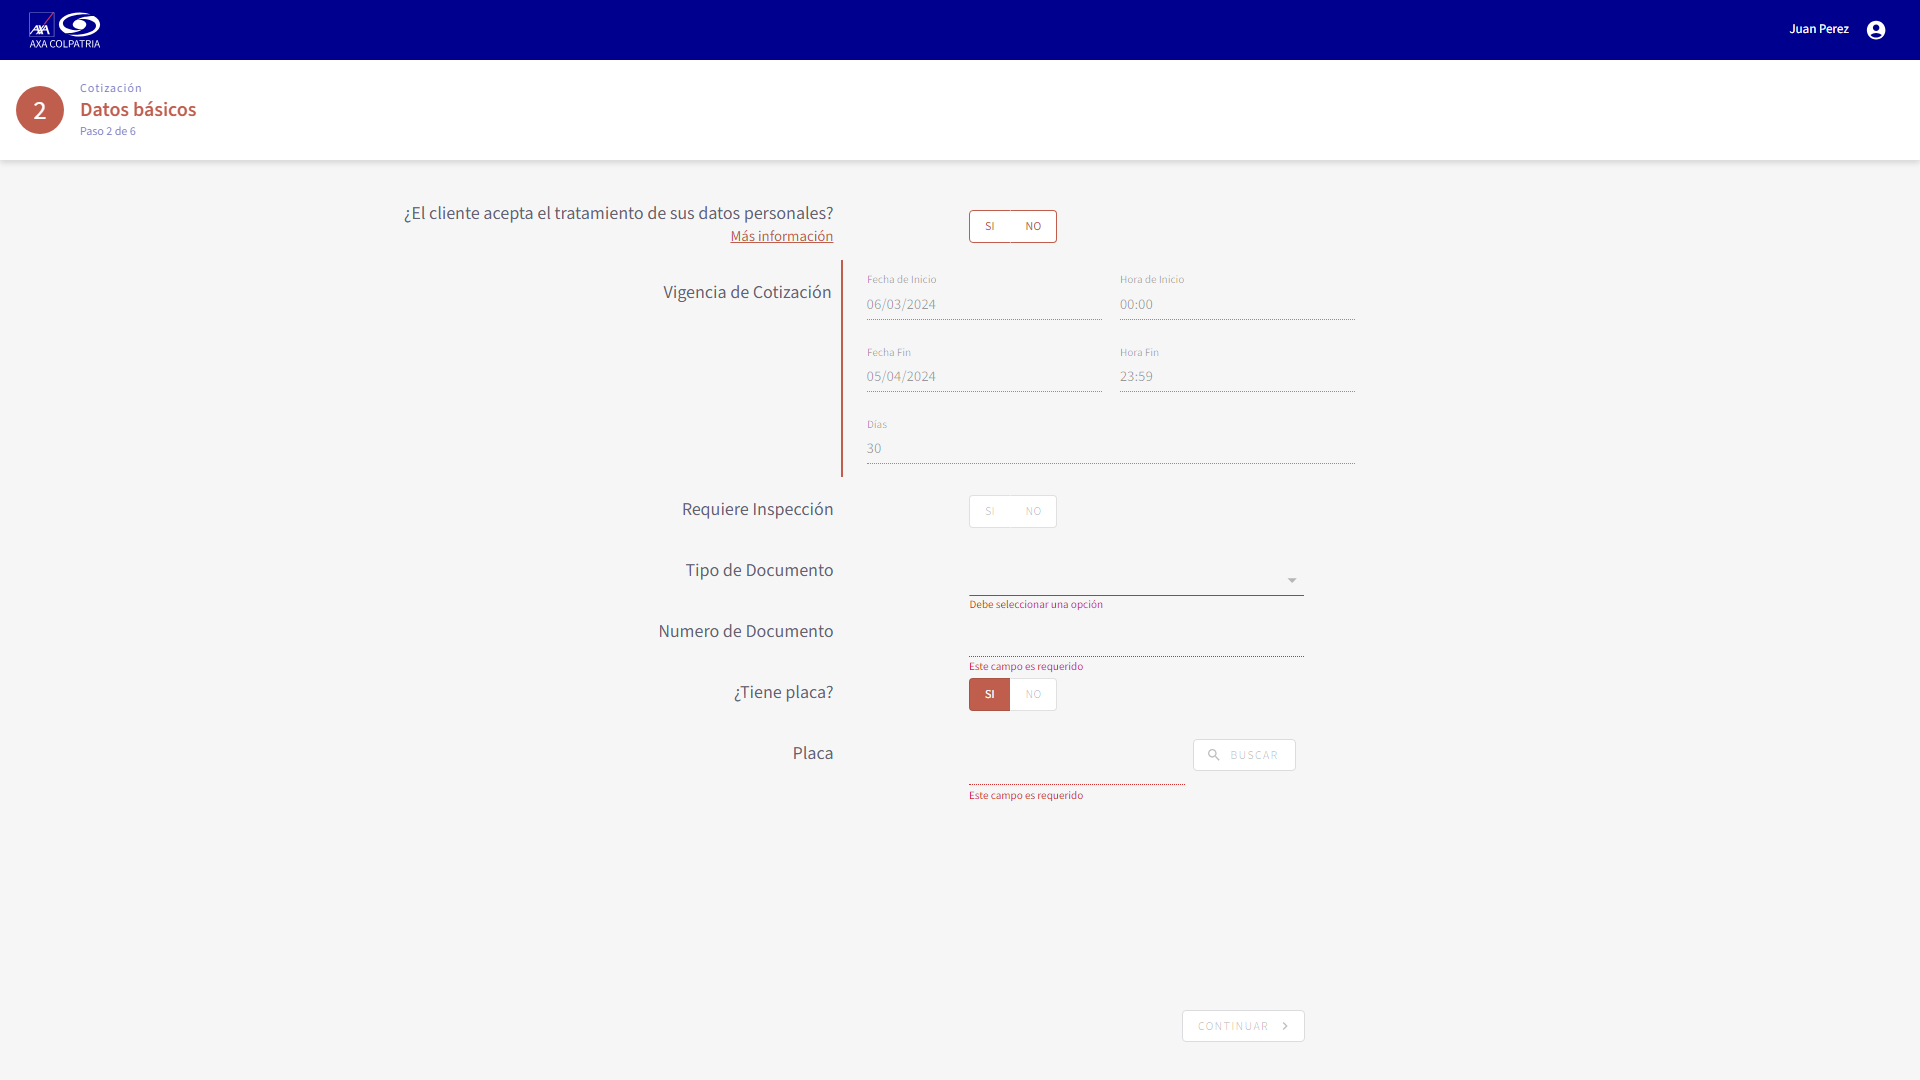 AXA
AXA COLPATRIA
Juan Perez
2
Cotización
Datos básicos
Paso 2 de 6
¿El cliente acepta el tratamiento de sus datos personales?
Más información
SI NO
Vigencia de Cotización
Fecha de Inicio
06/03/2024
Hora de Inicio
00:00
Fecha Fin
05/04/2024
Hora Fin
23:59
Días
30
Requiere Inspección
SI NO
Tipo de Documento
Debe seleccionar una opción
Numero de Documento
Este campo es requerido
¿Tiene placa?
SI NO
Placa
BUSCAR
Este campo es requerido
CONTINUAR